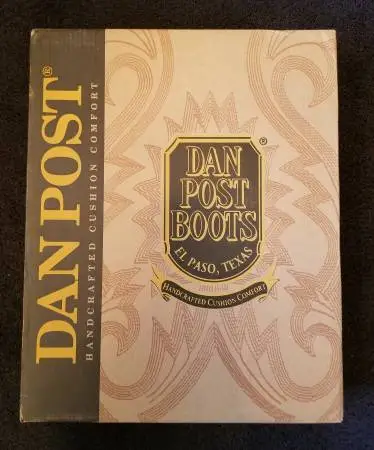 DAN POST®
HANDCRAFTED CUSHION COMFORT
DAN
POST
BOOTS
®
EL PASO, TEXAS
HANDCRAFTED CUSHION COMFORT